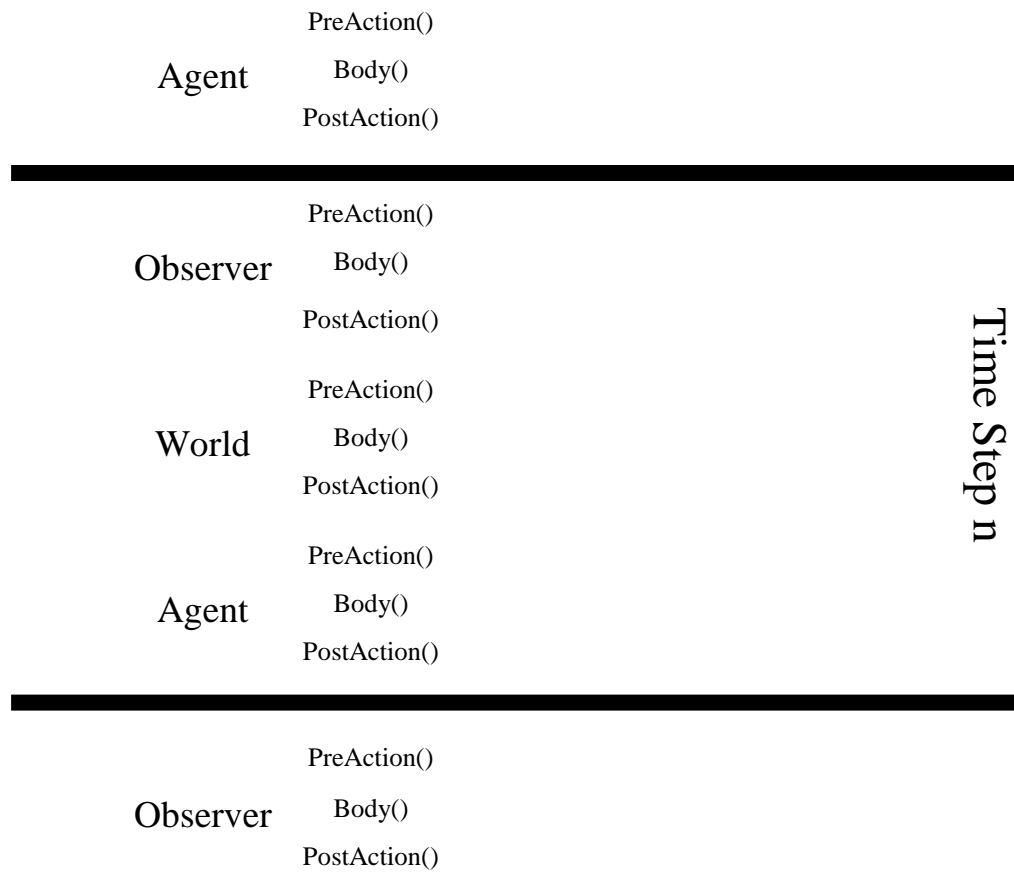 PreAction()
Agent
Body()
PostAction()
PreAction()
Observer
Body()
PostAction()
PreAction()
World
Body()
PostAction()
PreAction()
Agent
Body()
PostAction()
Time Step n
PreAction()
Observer
Body()
PostAction()